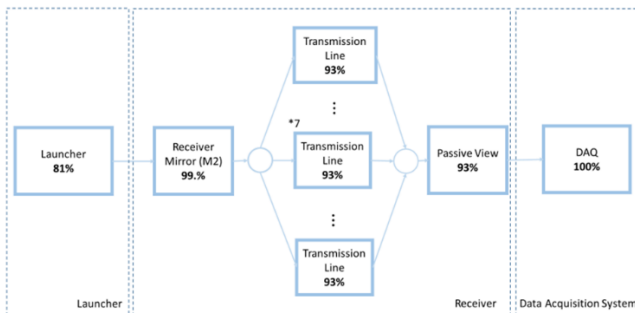 Transmission
Line
93%
⋮
*7
Launcher
81%
Receiver
Mirror (M2)
99.%
Transmission
Line
93%
Passive View
93%
DAQ
100%
⋮
Transmission
Line
93%
Launcher
Receiver
Data Acquisition System